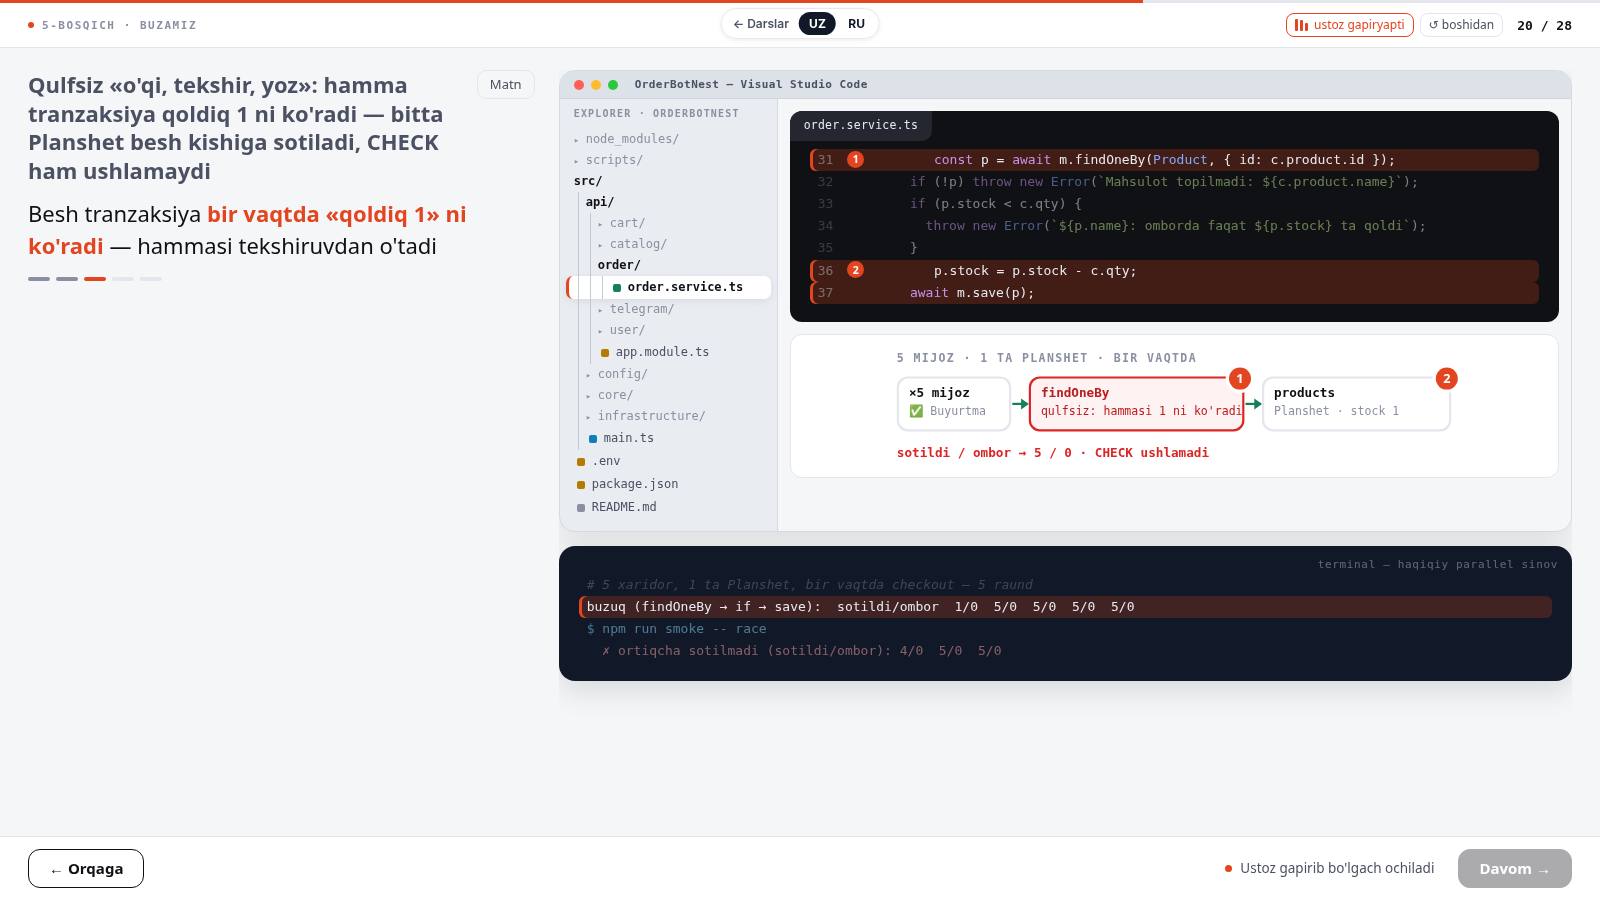 5-BOSQICH · BUZAMIZ
← Darslar UZ RU
ustoz gapiryapti
↺ boshidan
20 / 28
Qulfsiz «o'qi, tekshir, yoz»: hamma
tranzaksiya qoldiq 1 ni ko'radi — bitta
Planshet besh kishiga sotiladi, CHECK
ham ushlamaydi
Matn
Besh tranzaksiya bir vaqtda «qoldiq 1» ni
ko'radi — hammasi tekshiruvdan o'tadi
OrderBotNest — Visual Studio Code
EXPLORER · ORDERBOTNEST
▸ node_modules/
▸ scripts/
src/
api/
▸ cart/
▸ catalog/
order/
order.service.ts
▸ telegram/
▸ user/
app.module.ts
▸ config/
▸ core/
▸ infrastructure/
main.ts
.env
package.json
README.md
order.service.ts
31 1 const p = await m.findOneBy(Product, { id: c.product.id });
32 if (!p) throw new Error(`Mahsulot topilmadi: ${c.product.name}`);
33 if (p.stock < c.qty) {
34 throw new Error(`${p.name}: omborda faqat ${p.stock} ta qoldi`);
35 }
36 2 p.stock = p.stock - c.qty;
37 await m.save(p);
5 MIJOZ · 1 TA PLANSHET · BIR VAQTDA
×5 mijoz
✅ Buyurtma
1
findOneBy
qulfsiz: hammasi 1 ni ko'radi
2
products
Planshet · stock 1
sotildi / ombor → 5 / 0 · CHECK ushlamadi
terminal — haqiqiy parallel sinov
# 5 xaridor, 1 ta Planshet, bir vaqtda checkout — 5 raund
buzuq (findOneBy → if → save): sotildi/ombor 1/0 5/0 5/0 5/0 5/0
$ npm run smoke -- race
✗ ortiqcha sotilmadi (sotildi/ombor): 4/0 5/0 5/0
← Orqaga
Ustoz gapirib bo'lgach ochiladi
Davom →